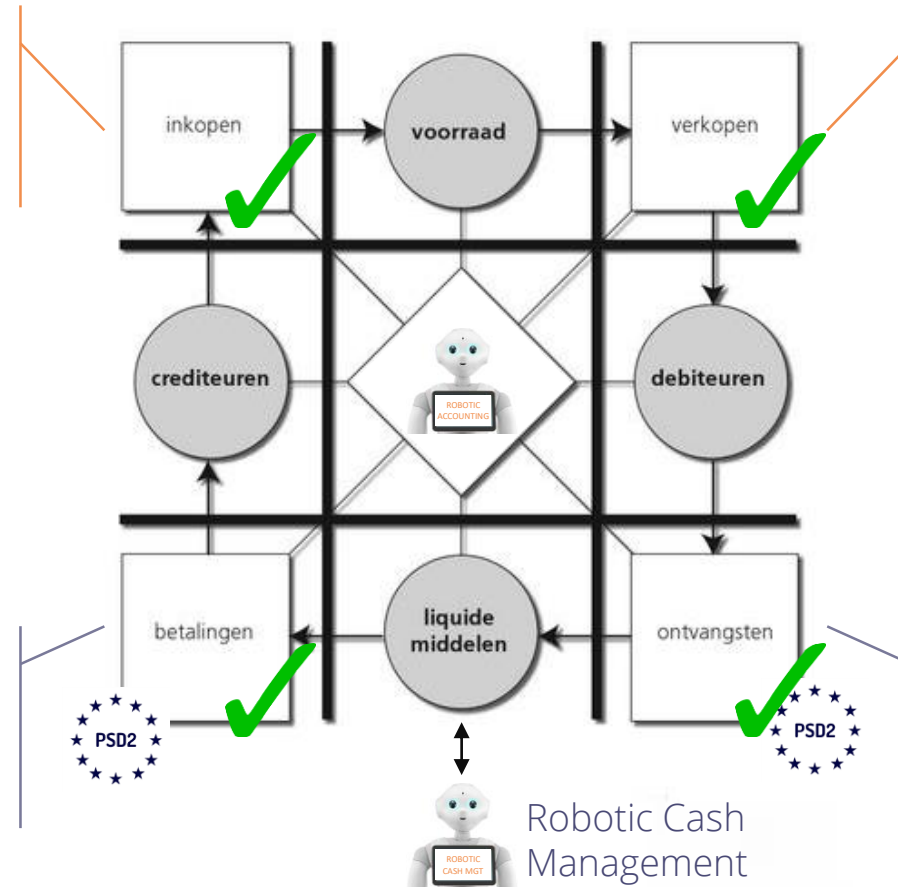 inkopen
voorraad
verkopen
crediteuren
ROBOTIC
ACCOUNTING
debiteuren
betalingen
liquide
middelen
ontvangsten
PSD2
PSD2
ROBOTIC
CASH MGT
Robotic Cash
Management